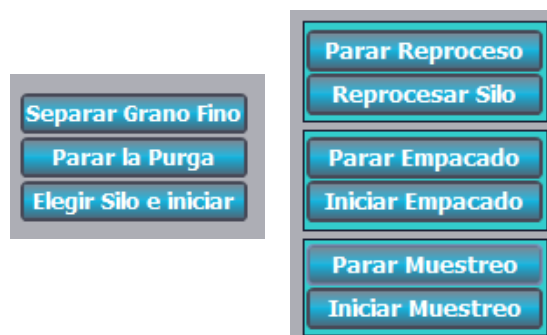 Separar Grano Fino
Parar la Purga
Elegir Silo e iniciar
Parar Reproceso
Reprocesar Silo
Parar Empacado
Iniciar Empacado
Parar Muestreo
Iniciar Muestreo